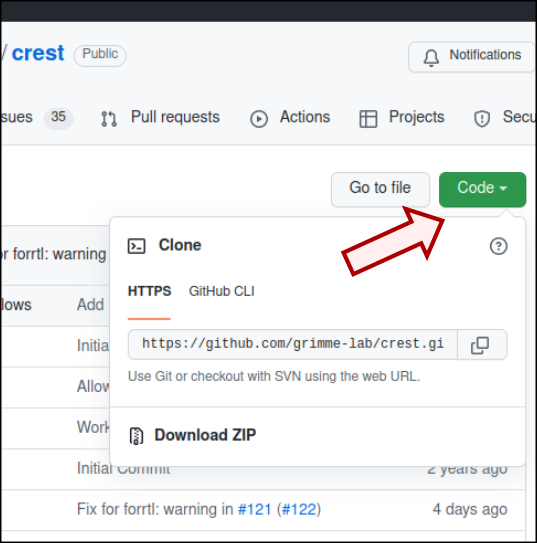 / crest Public Notifications
sues 35 Pull requests Actions Projects Secu
Go to file Code
r for forrtl: warning
Clone
lows Add
HTTPS GitHub CLI
Initia
https://github.com/grimme-lab/crest.gi
Allow
Use Git or checkout with SVN using the web URL.
Work
Download ZIP
Initial Commit 2 years ago
Fix for forrtl: warning in #121 (#122) 4 days ago